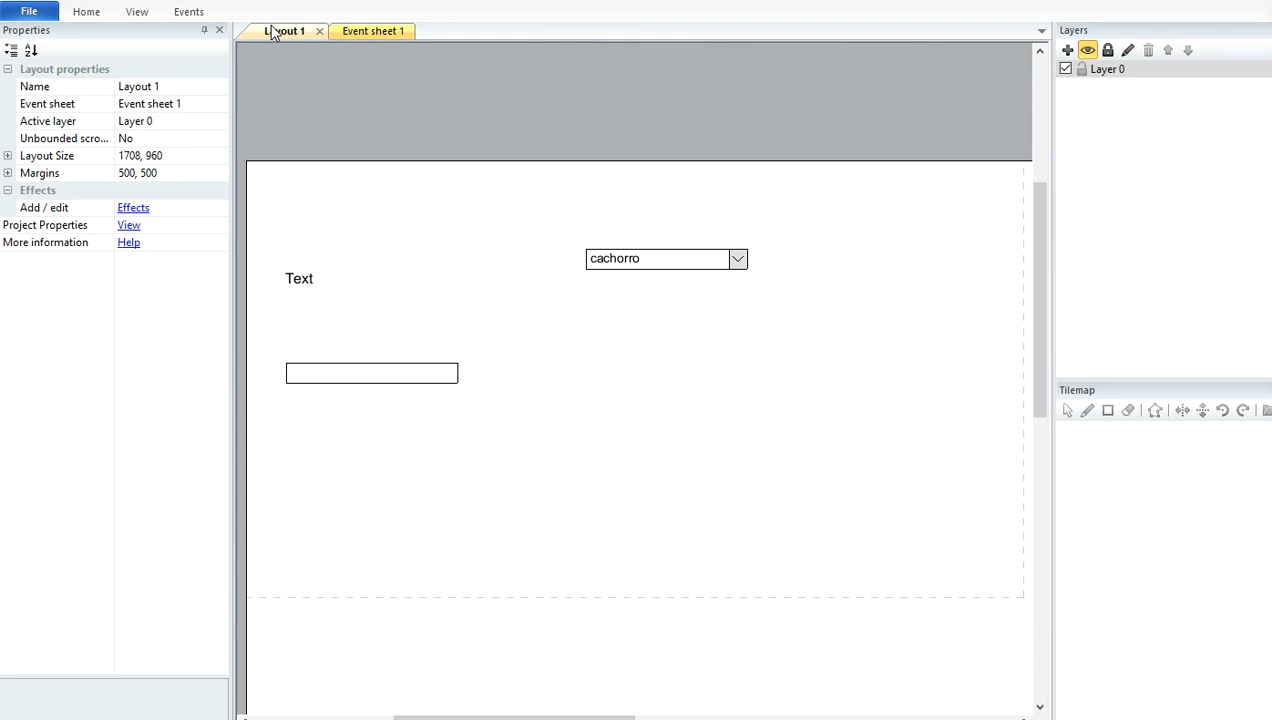 File Home View Events
Properties
Layout properties
Name Layout 1
Event sheet Event sheet 1
Active layer Layer 0
Unbounded scro... No
Layout Size 1708, 960
Margins 500, 500
Effects
Add / edit Effects
Project Properties View
More information Help
Layout 1 Event sheet 1
cachorro
Text
Layers
Layer 0
Tilemap